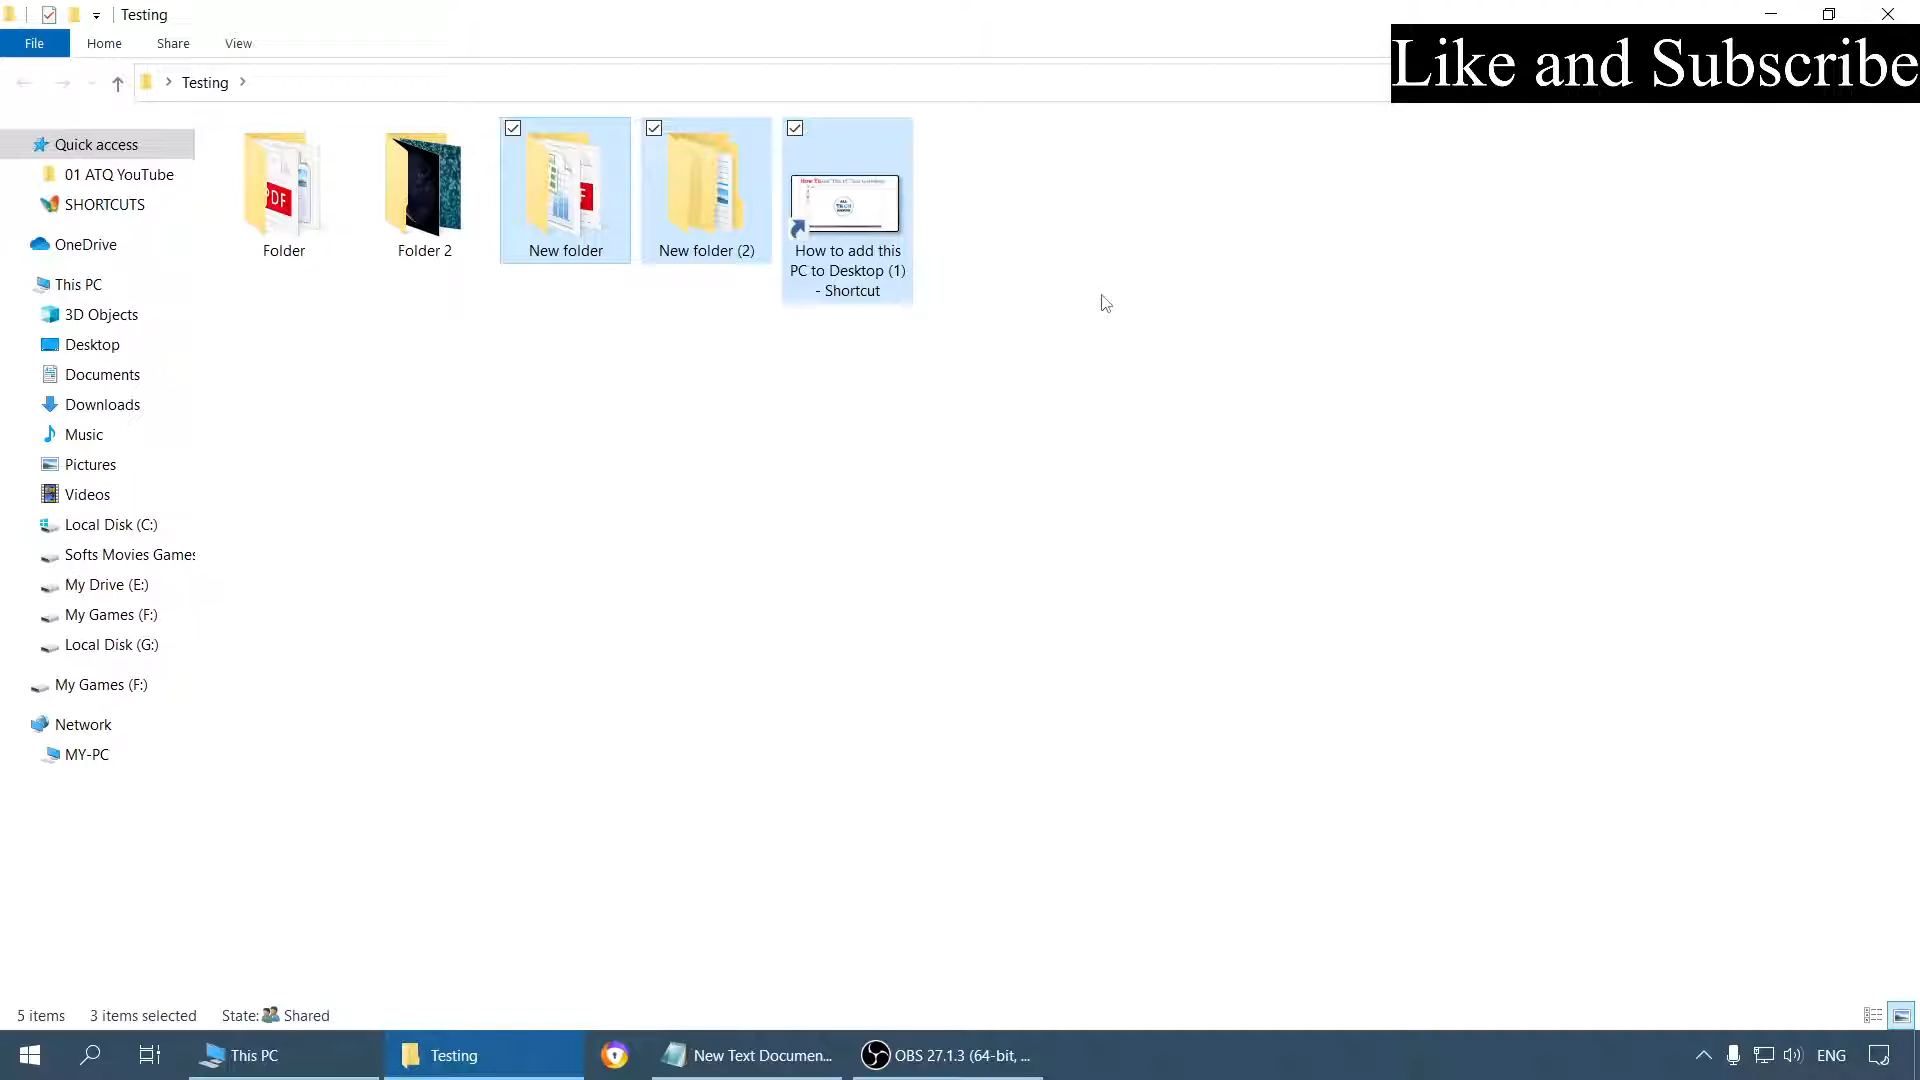 Testing
File
Home
Share
View
Like and Subscribe
Testing
Quick access
01 ATQ YouTube
SHORTCUTS
OneDrive
This PC
3D Objects
Desktop
Documents
Downloads
Music
Pictures
Videos
Local Disk (C:)
Softs Movies Games
My Drive (E:)
My Games (F:)
Local Disk (G:)
My Games (F:)
Network
MY-PC
PDF
Folder
Folder 2
New folder
New folder (2)
How to add this
PC to Desktop (1)
- Shortcut
5 items
3 items selected
State:
Shared
This PC
Testing
New Text Documen...
OBS 27.1.3 (64-bit, ...
ENG